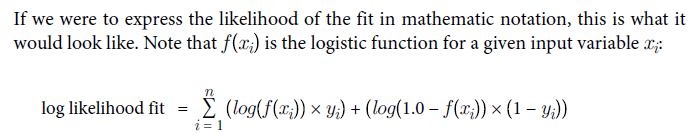 If we were to express the likelihood of the fit in mathematic notation, this is what it
would look like. Note that f(xᵢ) is the logistic function for a given input variable xᵢ:
log likelihood fit = ∑ⁿᵢ₌₁ (log(f(xᵢ)) × yᵢ) + (log(1.0 – f(xᵢ)) × (1 – yᵢ))